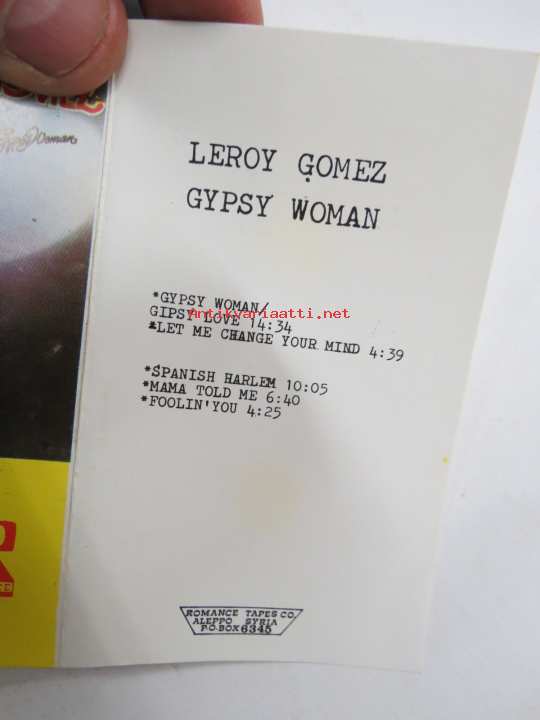 Woman
LEROY GOMEZ
GYPSY WOMAN
*GYPSY WOMAN/
GIPSY LOVE 14:34
*LET ME CHANGE YOUR MIND 4:39
Antikvariaatti.net
*SPANISH HARLEM 10:05
*MAMA TOLD ME 6:40
*FOOLIN'YOU 4:25
ROMANCE TAPES CO.
ALEPPO SYRIA
P.O.BOX 6345